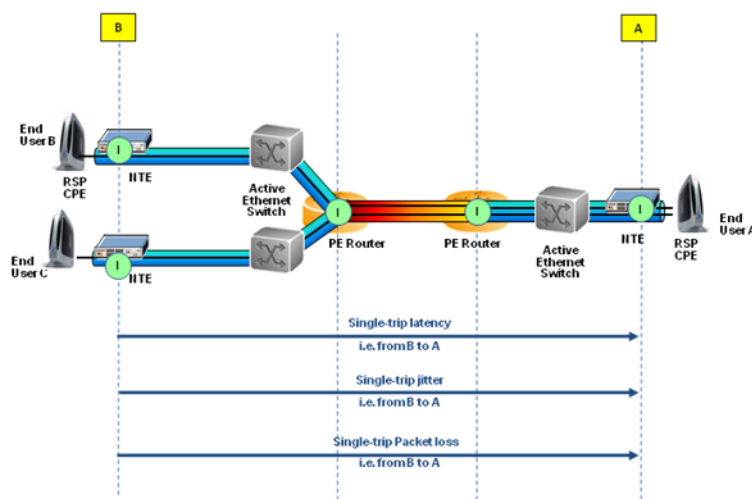 B
A
End
User B
I
RSP
CPE
NTE
Active
Ethernet
Switch
End
User C
I
NTE
I
PE Router
I
PE Router
Active
Ethernet
Switch
I
NTE
RSP
CPE
End
User A
Single-trip latency
i.e. from B to A
Single-trip jitter
i.e. from B to A
Single-trip Packet loss
i.e. from B to A